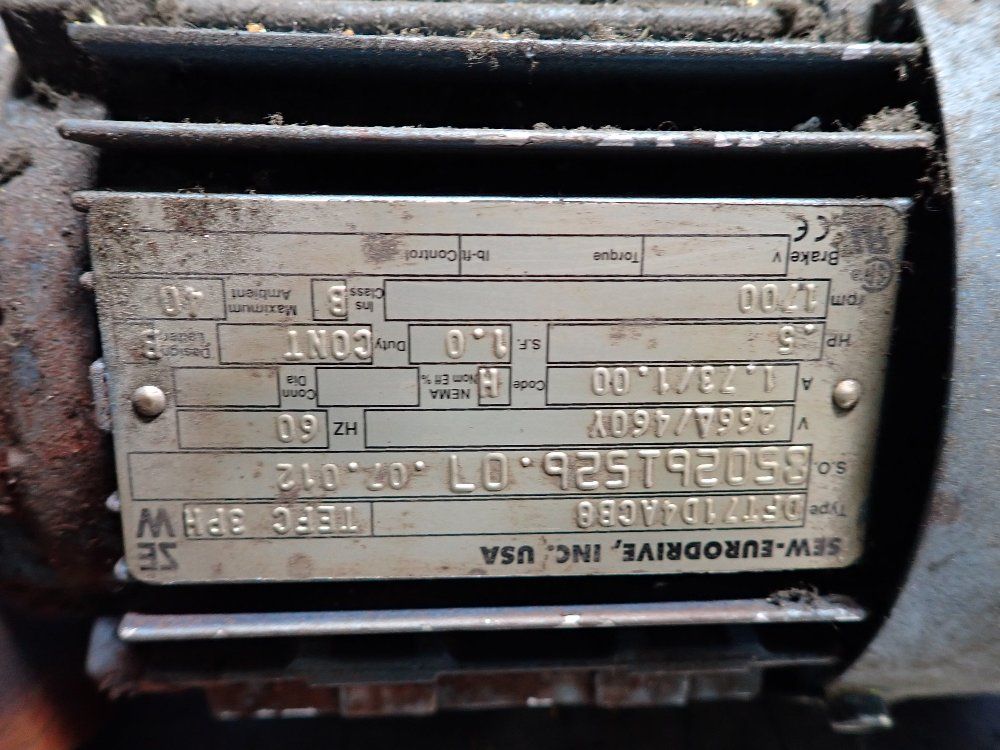 SEW-EURODRIVE, INC. USA
SEW
Type DFT71D4ACB8 TEFC 3PH
S.O. 850261526.07.07.012
V 266Δ/460Y HZ 60
A 1.73/1.00 Code H NEMA Nom Eff % Conn Dia
HP .5 S.F. 1.0 Duty CONT Design Letter B
rpm 1700 Ins Class B Maximum Ambient 40
Brake V Torque lb-ft Control
CE